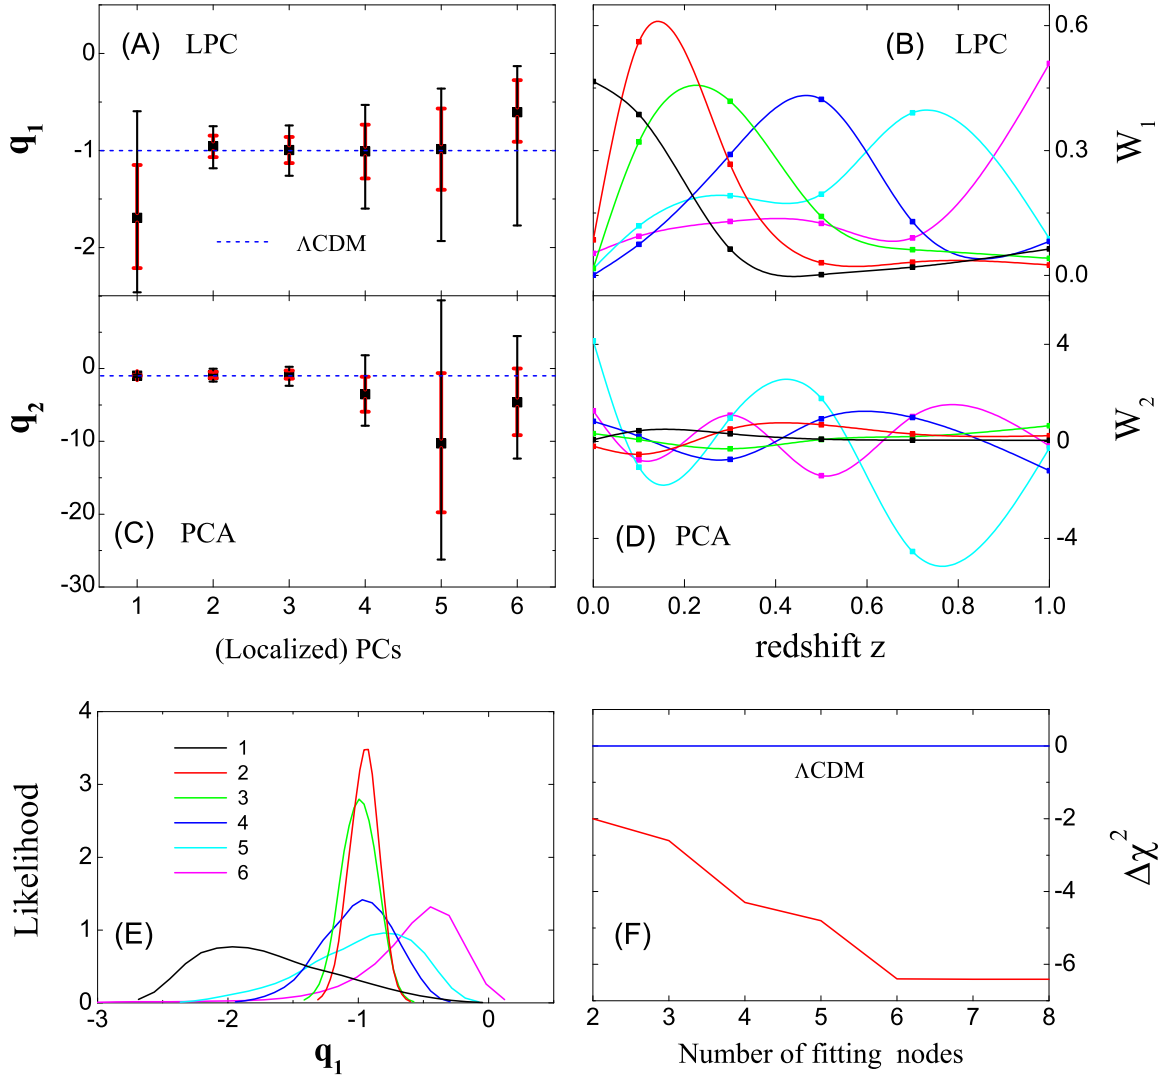 (A) LPC
q1
0
-1
-2
ΛCDM
(B) LPC
W1
0.6
0.3
0.0
(C) PCA
q2
0
-10
-20
-30
1 2 3 4 5 6
(Localized) PCs
(D) PCA
W2
4
0
-4
0.0 0.2 0.4 0.6 0.8 1.0
redshift z
(E)
Likelihood
4
3
2
1
0
1
2
3
4
5
6
-3 -2 -1 0
q1
(F)
ΛCDM
Δχ²
0
-2
-4
-6
2 3 4 5 6 7 8
Number of fitting nodes